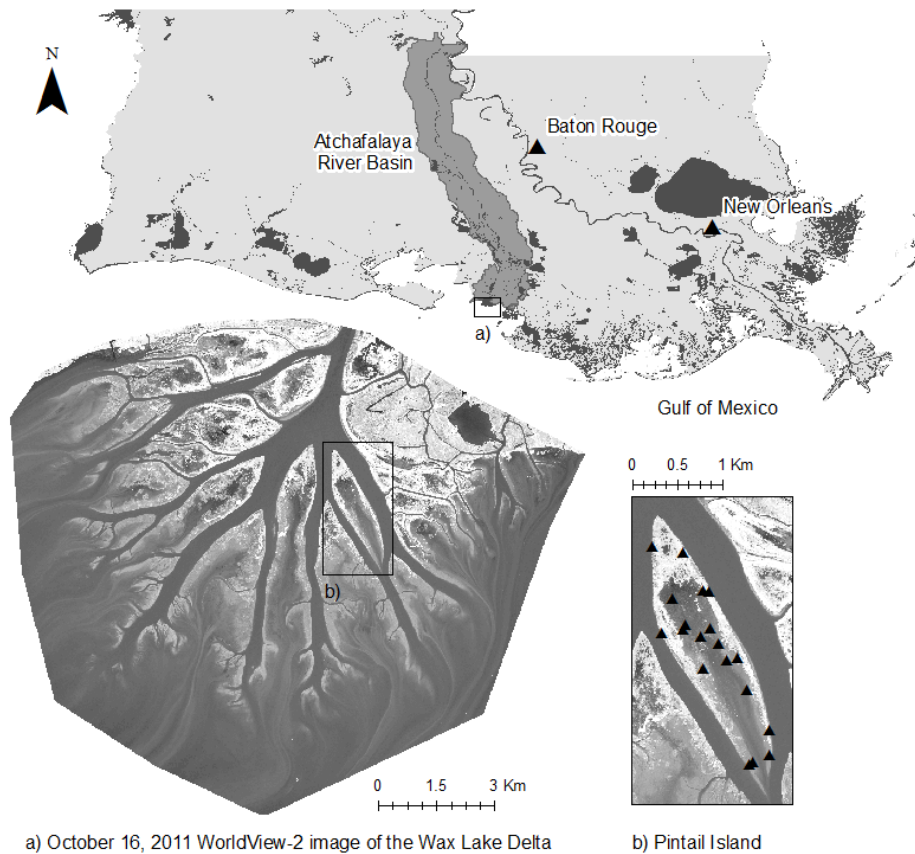 N
Atchafalaya
River Basin
Baton Rouge
New Orleans
a)
Gulf of Mexico
0 0.5 1 Km
b)
0 1.5 3 Km
a) October 16, 2011 WorldView-2 image of the Wax Lake Delta
b) Pintail Island